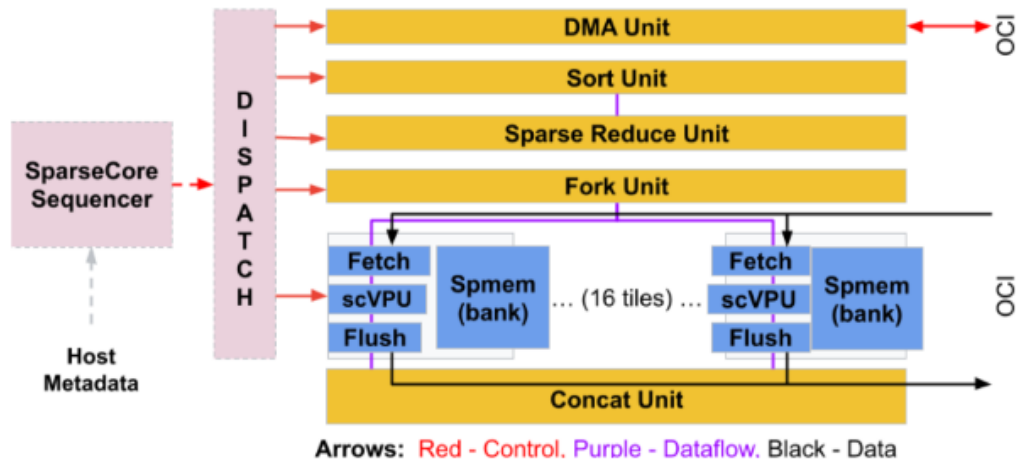 DMA Unit
OCI
Sort Unit
DISPATCH
Sparse Reduce Unit
SparseCore
Sequencer
Fork Unit
Fetch
scVPU
Flush
Spmem
(bank)
... (16 tiles) ...
Fetch
scVPU
Flush
Spmem
(bank)
OCI
Host
Metadata
Concat Unit
Arrows: Red - Control, Purple - Dataflow, Black - Data